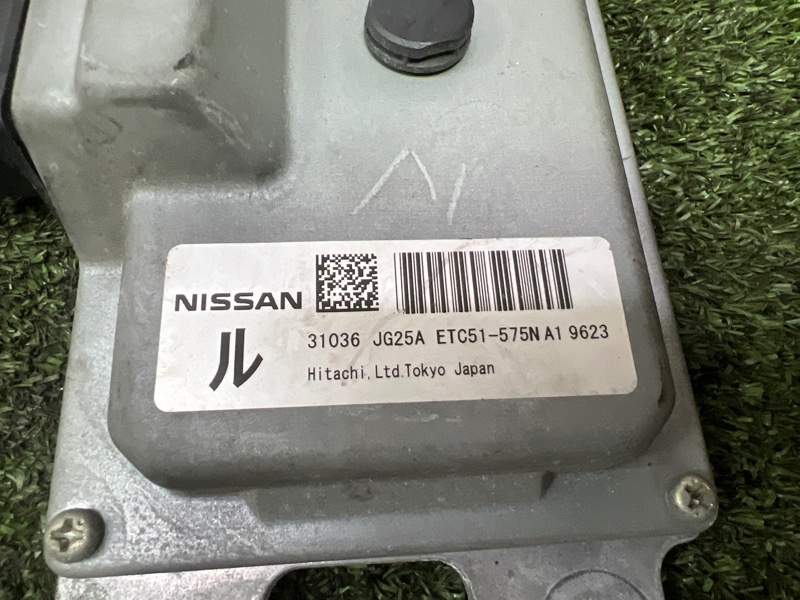 NISSAN
ル
31036 JG25A ETC51-575N A1 9623
Hitachi, Ltd.Tokyo Japan